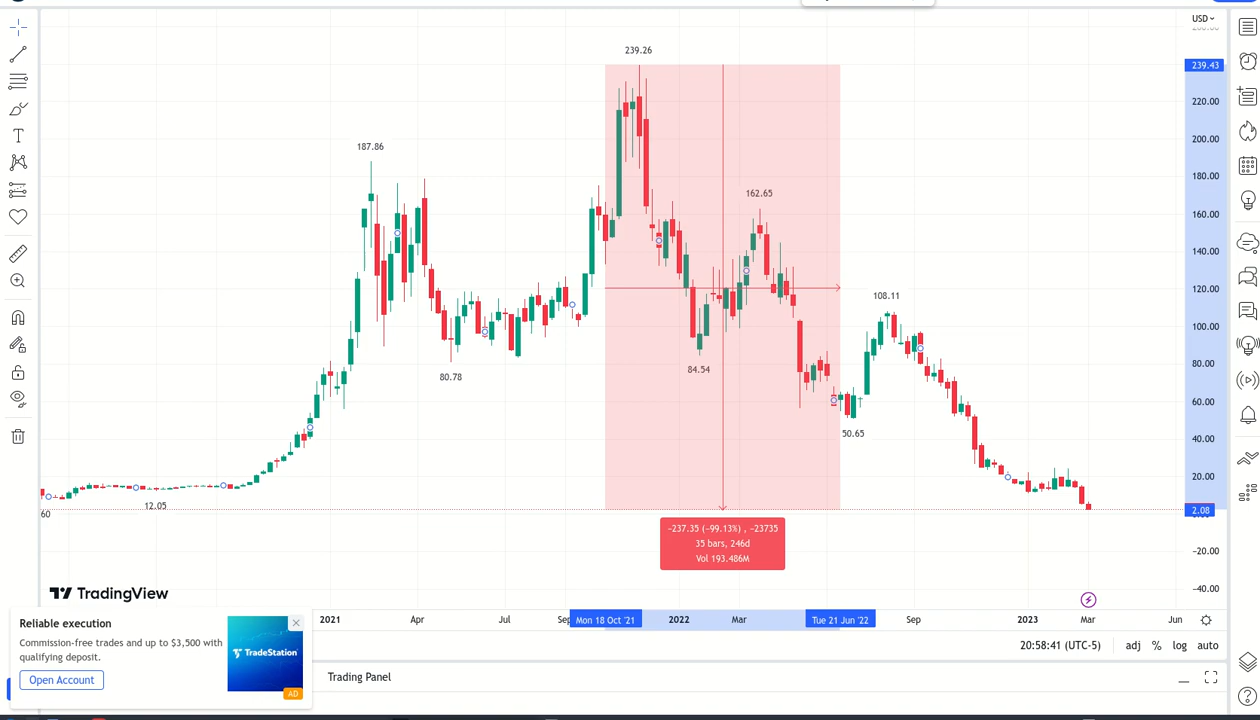 USD
239.26
239.43
220.00
200.00
187.86
180.00
162.65
160.00
140.00
120.00
108.11
100.00
80.00
80.78
84.54
60.00
50.65
40.00
20.00
12.05
60
2.08
−237.35 (−99.13%) , −23735
35 bars, 246d
Vol 193.486M
−20.00
−40.00
TradingView
2021
Apr
Jul
Sep
Mon 18 Oct '21
2022
Mar
Tue 21 Jun '22
Sep
2023
Mar
Jun
Reliable execution
Commission-free trades and up to $3,500 with
qualifying deposit.
Open Account
TradeStation
AD
20:58:41 (UTC-5)
adj
%
log
auto
Trading Panel